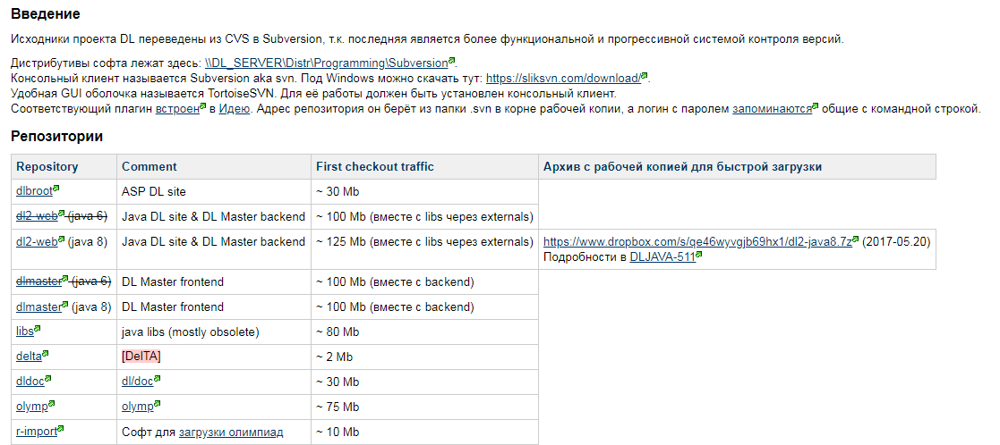 Введение
Исходники проекта DL переведены из CVS в Subversion, т.к. последняя является более функциональной и прогрессивной системой контроля версий.
Дистрибутивы софта лежат здесь: \\DL_SERVER\Distr\Programming\Subversion.
Консольный клиент называется Subversion aka svn. Под Windows можно скачать тут: https://sliksvn.com/download/.
Удобная GUI оболочка называется TortoiseSVN. Для её работы должен быть установлен консольный клиент.
Соответствующий плагин встроен в Идею. Адрес репозитория он берёт из папки .svn в корне рабочей копии, а логин с паролем запоминаются общие с командной строкой.
Репозитории
Repository Comment First checkout traffic Архив с рабочей копией для быстрой загрузки
dlbroot ASP DL site ~ 30 Mb
dl2-web (java 6) Java DL site & DL Master backend ~ 100 Mb (вместе с libs через externals)
dl2-web (java 8) Java DL site & DL Master backend ~ 125 Mb (вместе с libs через externals) https://www.dropbox.com/s/qe46wyvgjb69hx1/dl2-java8.7z (2017-05.20)
Подробности в DLJAVA-511
dlmaster (java 6) DL Master frontend ~ 100 Mb (вместе с backend)
dlmaster (java 8) DL Master frontend ~ 100 Mb (вместе с backend)
libs java libs (mostly obsolete) ~ 80 Mb
delta [DelTA] ~ 2 Mb
dldoc dl/doc ~ 30 Mb
olymp olymp ~ 75 Mb
r-import Софт для загрузки олимпиад ~ 10 Mb